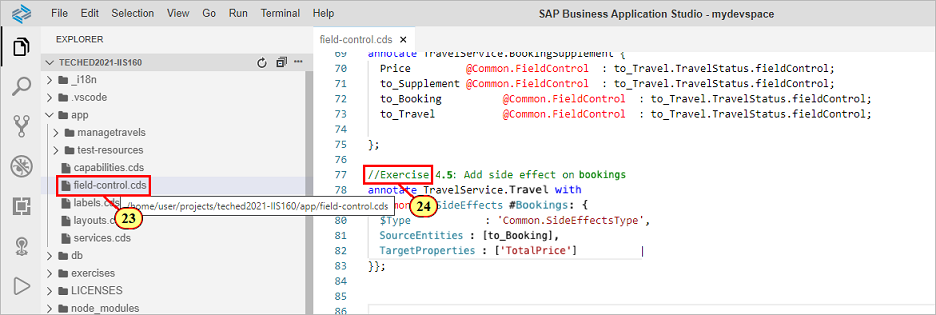 File Edit Selection View Go Run Terminal Help SAP Business Application Studio - mydevspace
EXPLORER
TECHED2021-IIS160
_i18n
.vscode
app
managetravels
test-resources
capabilities.cds
field-control.cds
labels.cds
layouts.c
services.cds
db
exercises
LICENSES
node_modules
/home/user/projects/teched2021-IIS160/app/field-control.cds
23
field-control.cds
69 annotate TravelService.BookingSupplement {
70 Price @Common.FieldControl : to_Travel.TravelStatus.fieldControl;
71 to_Supplement @Common.FieldControl : to_Travel.TravelStatus.fieldControl;
72 to_Booking @Common.FieldControl : to_Travel.TravelStatus.fieldControl;
73 to_Travel @Common.FieldControl : to_Travel.TravelStatus.fieldControl;
74
75 };
76
77 //Exercise 4.5: Add side effect on bookings
78 annotate TravelService.Travel with
79 SideEffects #Bookings: {
24
80 $Type : 'Common.SideEffectsType',
81 SourceEntities : [to_Booking],
82 TargetProperties : ['TotalPrice']
83 }};
84
85
86